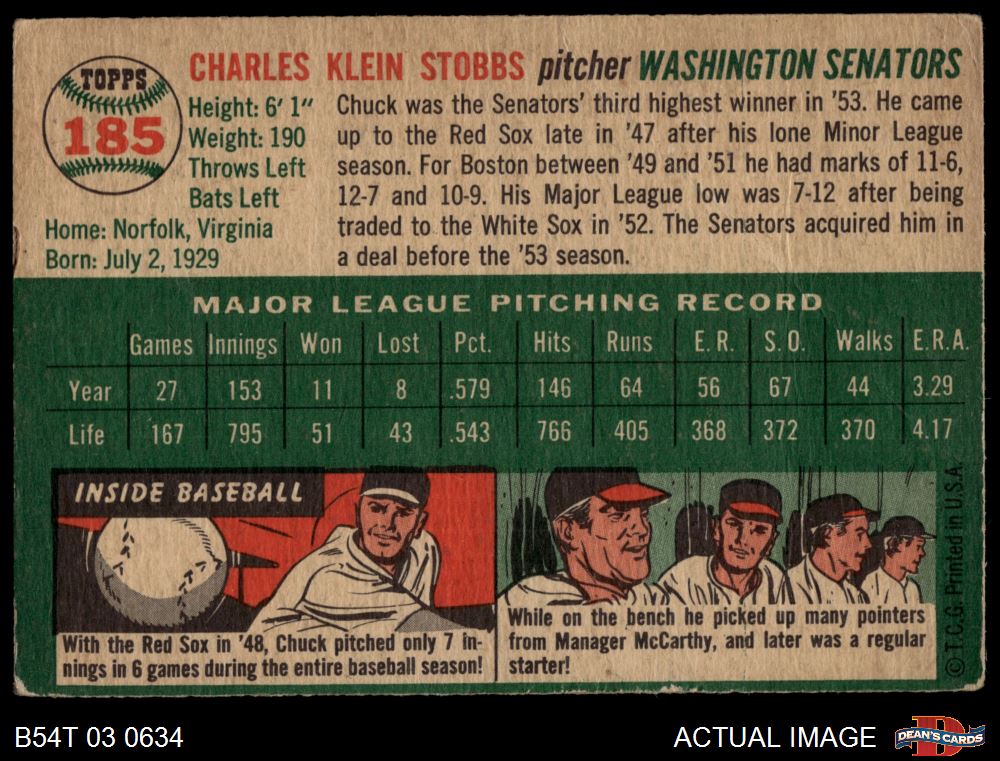 TOPPS
185
CHARLES KLEIN STOBBS pitcher WASHINGTON SENATORS
Height: 6' 1"
Weight: 190
Throws Left
Bats Left
Home: Norfolk, Virginia
Born: July 2, 1929
Chuck was the Senators' third highest winner in '53. He came
up to the Red Sox late in '47 after his lone Minor League
season. For Boston between '49 and '51 he had marks of 11-6,
12-7 and 10-9. His Major League low was 7-12 after being
traded to the White Sox in '52. The Senators acquired him in
a deal before the '53 season.
MAJOR LEAGUE PITCHING RECORD
Games Innings Won Lost Pct. Hits Runs E. R. S. O. Walks E.R.A.
Year 27 153 11 8 .579 146 64 56 67 44 3.29
Life 167 795 51 43 .543 766 405 368 372 370 4.17
INSIDE BASEBALL
With the Red Sox in '48, Chuck pitched only 7 in-
nings in 6 games during the entire baseball season!
While on the bench he picked up many pointers
from Manager McCarthy, and later was a regular
starter!
© T.C.G. Printed in U.S.A.
B54T 03 0634
ACTUAL IMAGE
DEAN'S CARDS